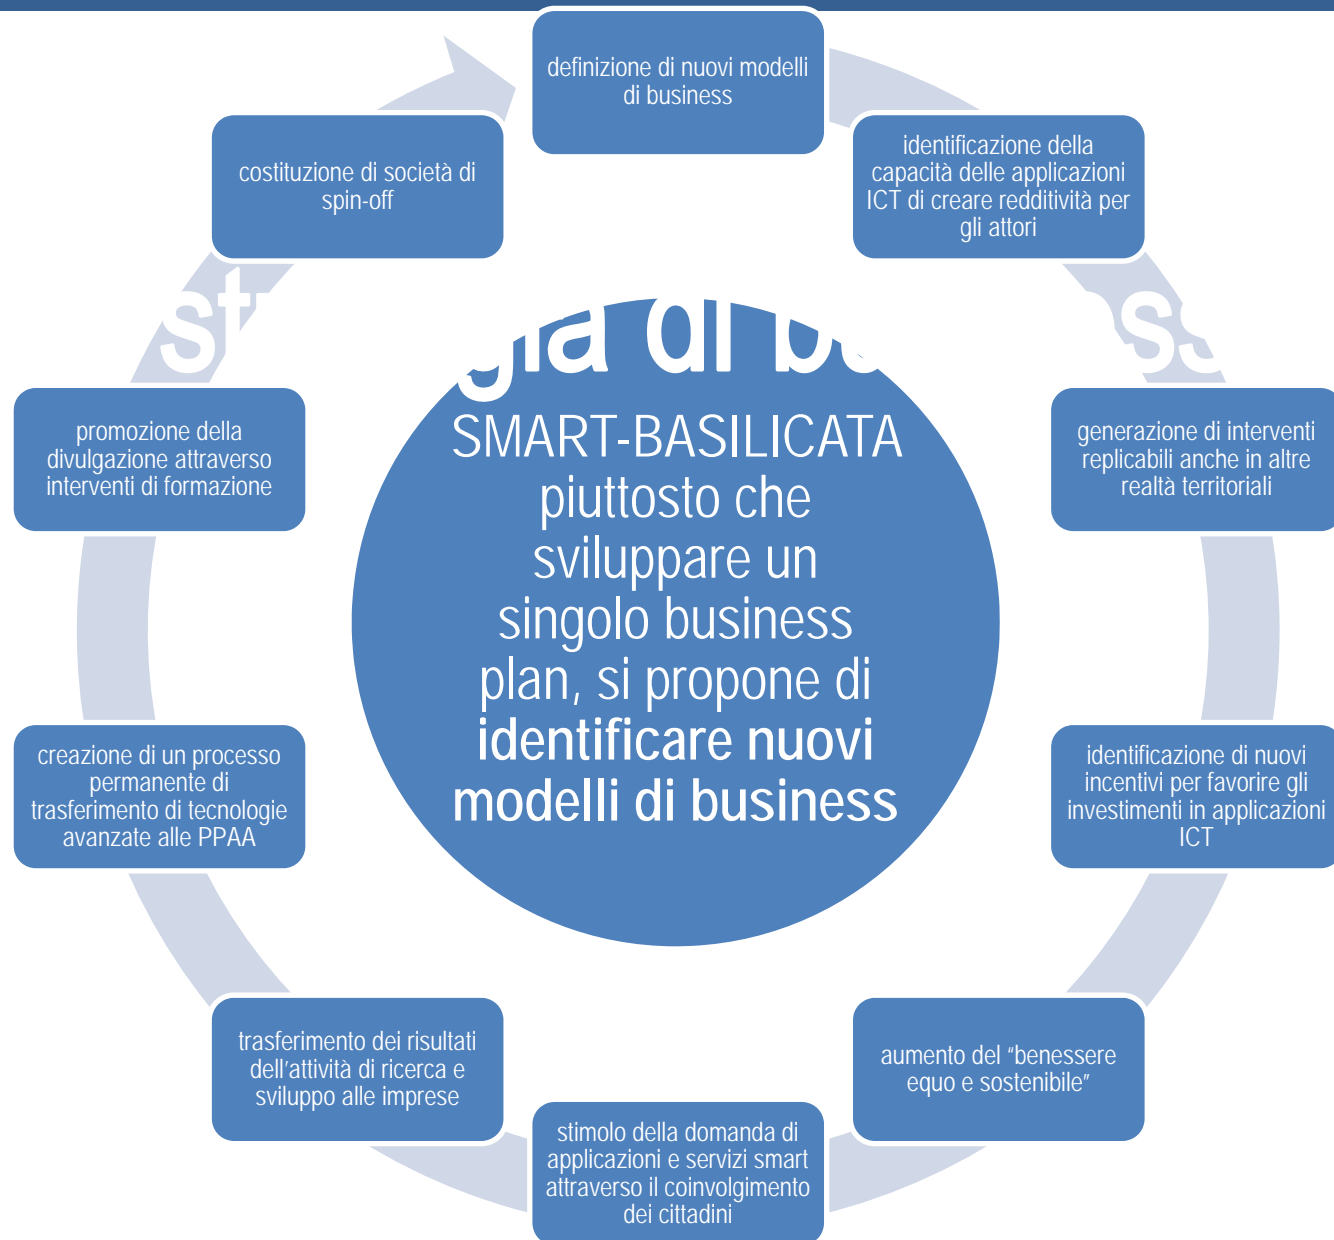 definizione di nuovi modelli
di business
identificazione della
capacità delle applicazioni
ICT di creare redditività per
gli attori
generazione di interventi
replicabili anche in altre
realtà territoriali
identificazione di nuovi
incentivi per favorire gli
investimenti in applicazioni
ICT
aumento del “benessere
equo e sostenibile”
stimolo della domanda di
applicazioni e servizi smart
attraverso il coinvolgimento
dei cittadini
trasferimento dei risultati
dell’attività di ricerca e
sviluppo alle imprese
creazione di un processo
permanente di
trasferimento di tecnologie
avanzate alle PPAA
promozione della
divulgazione attraverso
interventi di formazione
costituzione di società di
spin-off
di
SMART-BASILICATA
piuttosto che
sviluppare un
singolo business
plan, si propone di
identificare nuovi
modelli di business